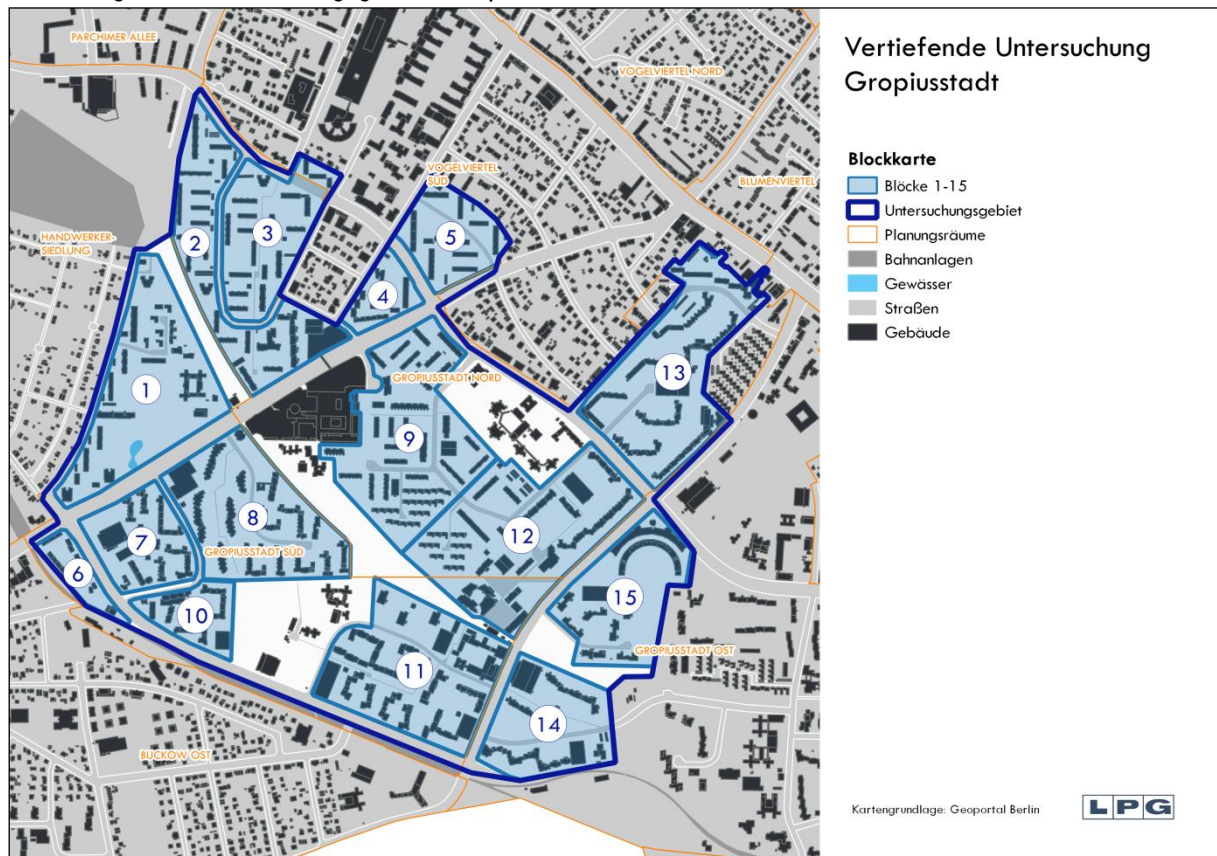 PARCHIMER ALLEE
VOGELVIERTEL NORD
VOGELVIERTEL
SÜD
BLUMENVIERTEL
HANDWERKER-
SIEDLUNG
2
3
5
4
1
GROPIUSSTADT NORD
13
9
8
12
7
GROPIUSSTADT SÜD
6
10
15
11
GROPIUSSTADT OST
14
BUCKOW OST
Vertiefende Untersuchung
Gropiusstadt
Blockkarte
Blöcke 1-15
Untersuchungsgebiet
Planungsräume
Bahnanlagen
Gewässer
Straßen
Gebäude
Kartengrundlage: Geoportal Berlin
LPG